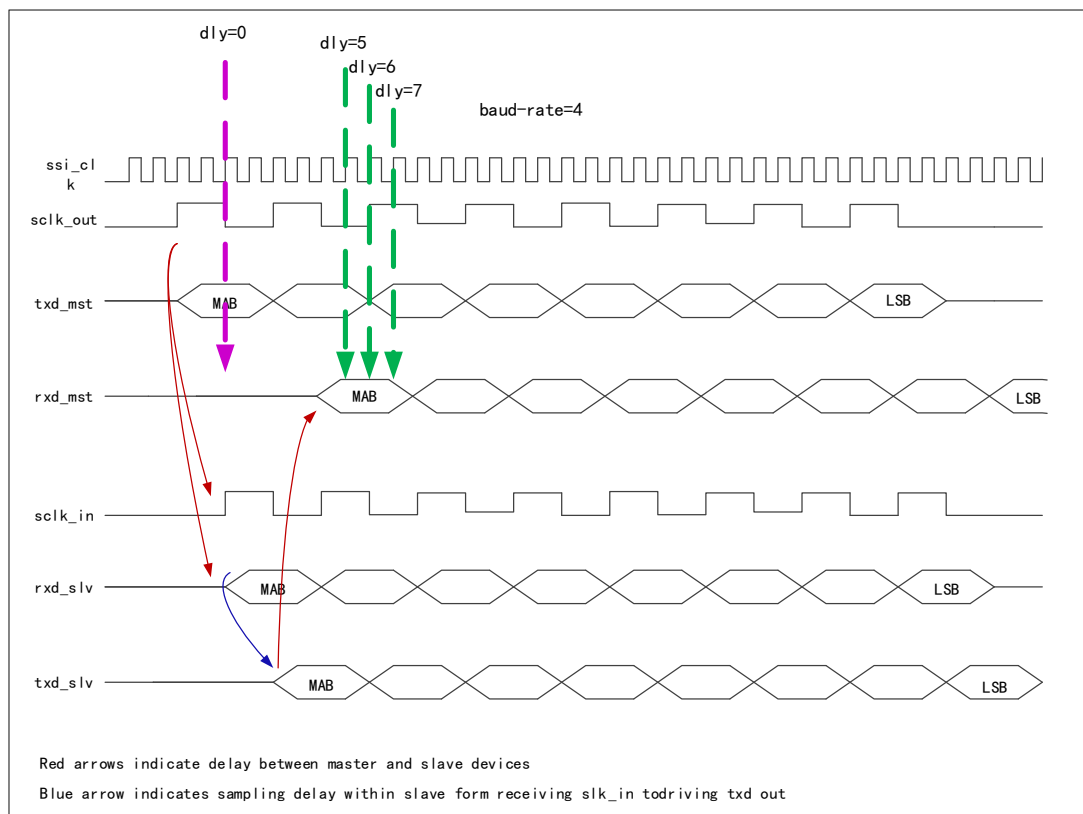 dly=0
dly=5
dly=6
dly=7
baud-rate=4
ssi_cl
k
sclk_out
txd_mst
MAB
LSB
rxd_mst
MAB
LSB
sclk_in
rxd_slv
MAB
LSB
txd_slv
MAB
LSB
Red arrows indicate delay between master and slave devices
Blue arrow indicates sampling delay within slave form receiving slk_in todriving txd out